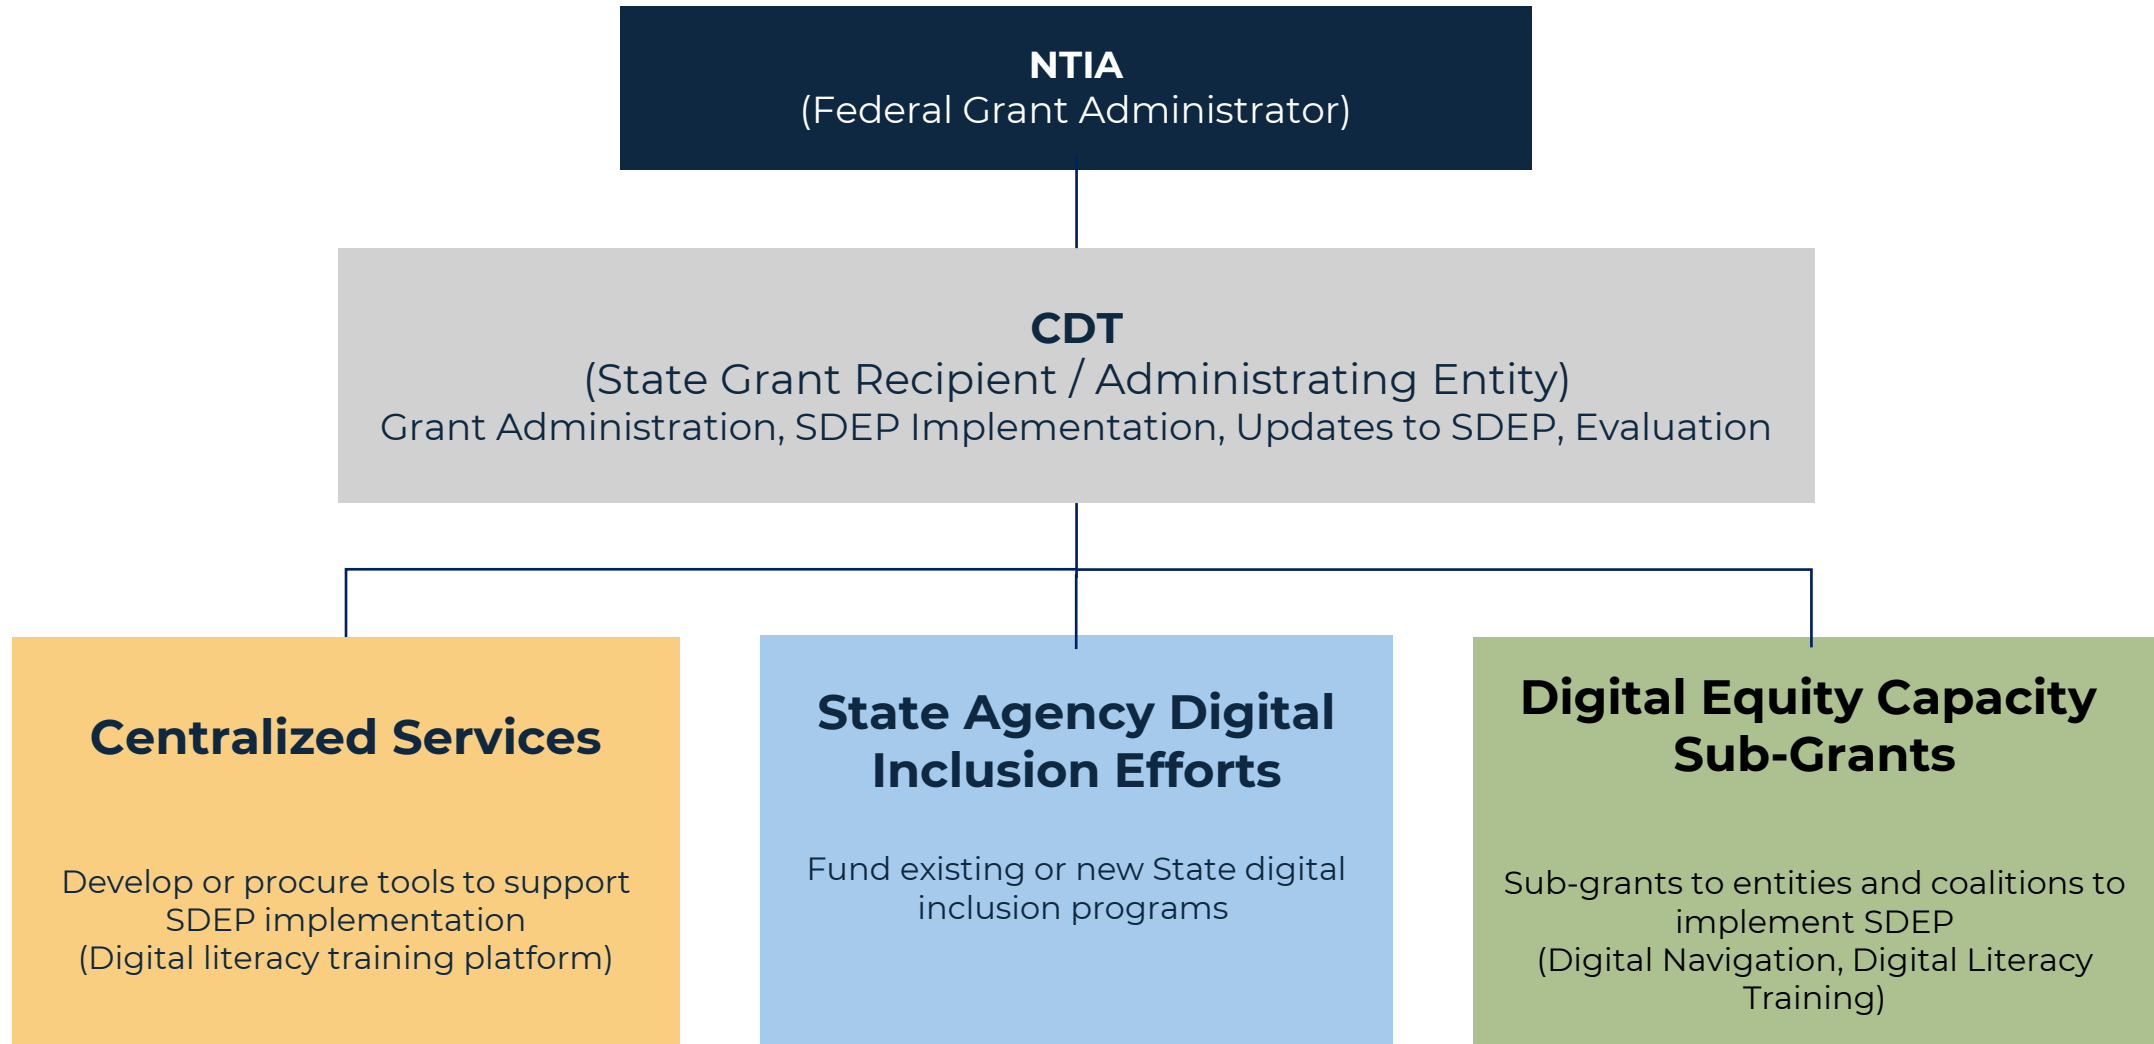 NTIA
(Federal Grant Administrator)
CDT
(State Grant Recipient / Administrating Entity)
Grant Administration, SDEP Implementation, Updates to SDEP, Evaluation
Centralized Services
Develop or procure tools to support
SDEP implementation
(Digital literacy training platform)
State Agency Digital
Inclusion Efforts
Fund existing or new State digital
inclusion programs
Digital Equity Capacity
Sub-Grants
Sub-grants to entities and coalitions to
implement SDEP
(Digital Navigation, Digital Literacy
Training)